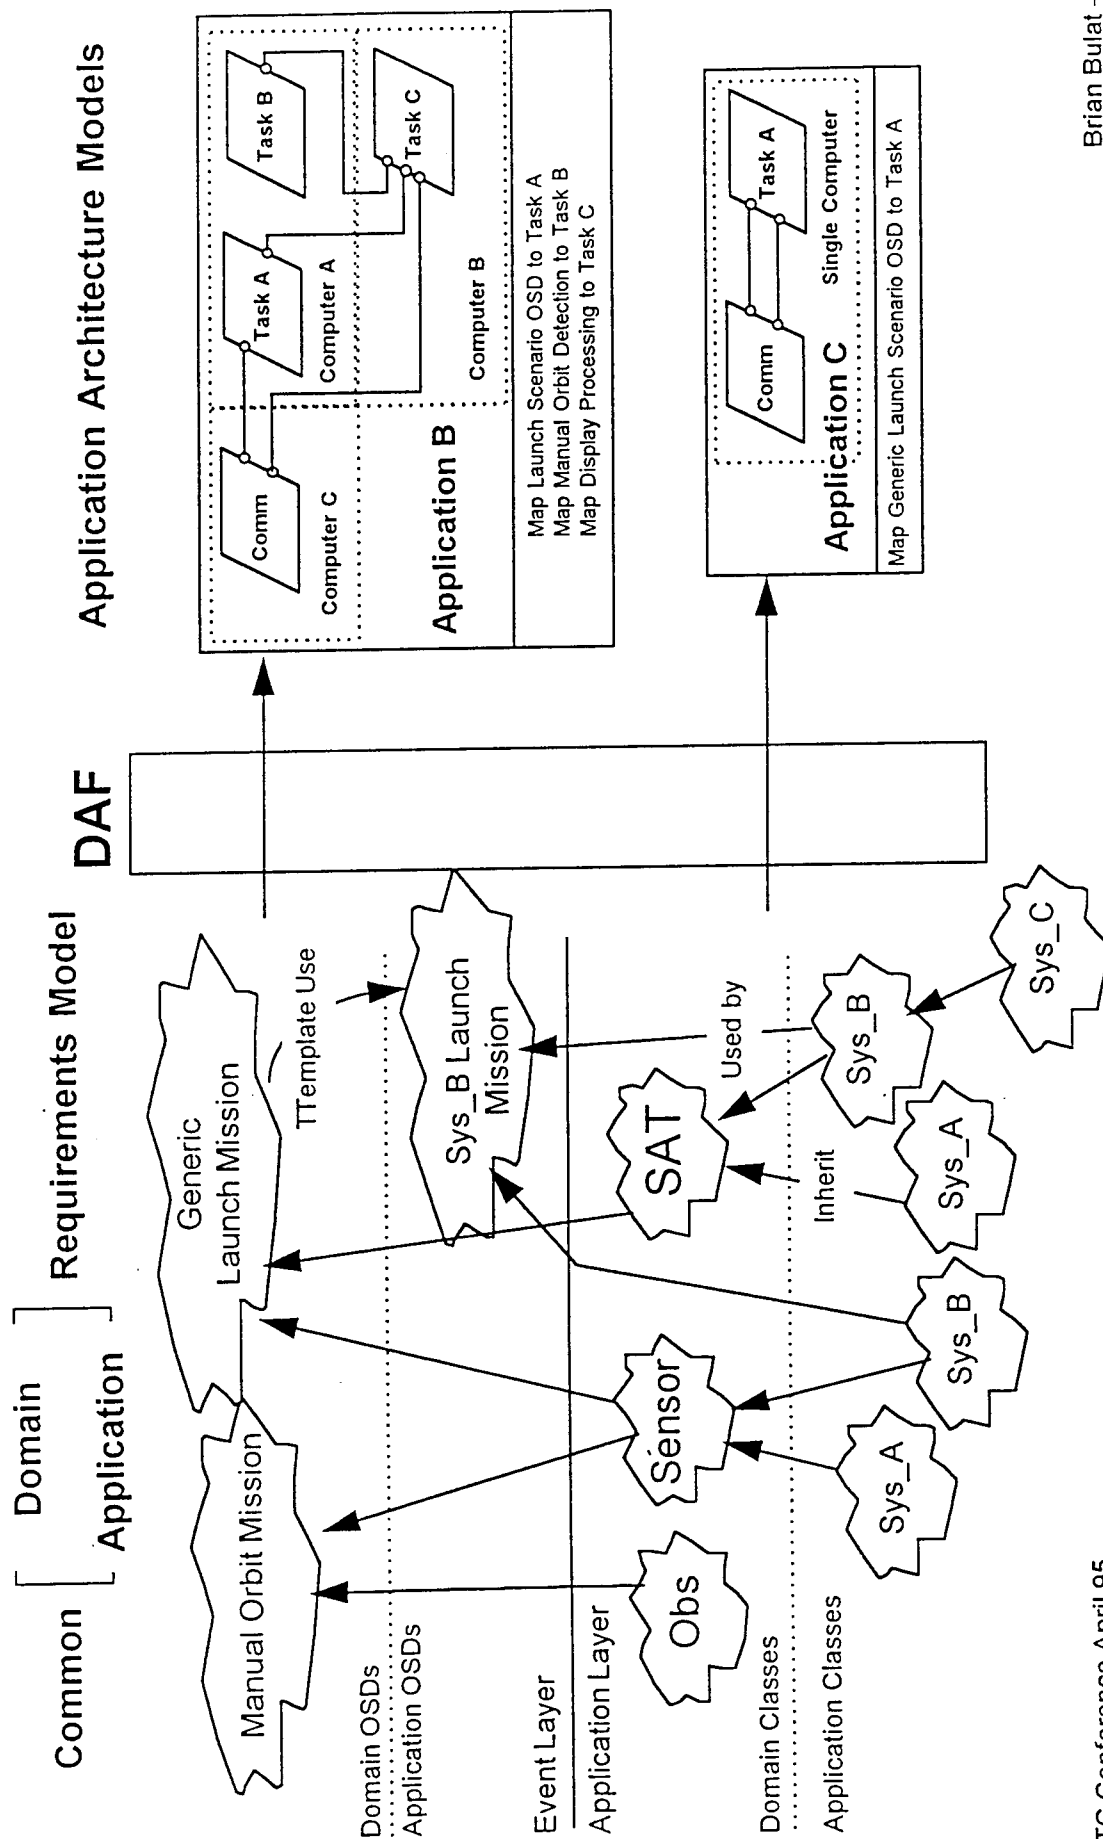 Common
Domain
Application
Requirements Model
DAF
Application Architecture Models
Manual Orbit Mission
Generic
Launch Mission
TTemplate Use
Domain OSDs
Application OSDs
Sys_B Launch
Mission
Event Layer
Application Layer
Obs
Sensor
SAT
Used by
Inherit
Domain Classes
Application Classes
Sys_A
Sys_B
Sys_A
Sys_B
Sys_C
Comm
Task A
Task B
Computer C
Computer A
Task C
Application B
Computer B
Map Launch Scenario OSD to Task A
Map Manual Orbit Detection to Task B
Map Display Processing to Task C
Comm
Task A
Application C
Single Computer
Map Generic Launch Scenario OSD to Task A
Conference April 95
Brian Bulat -